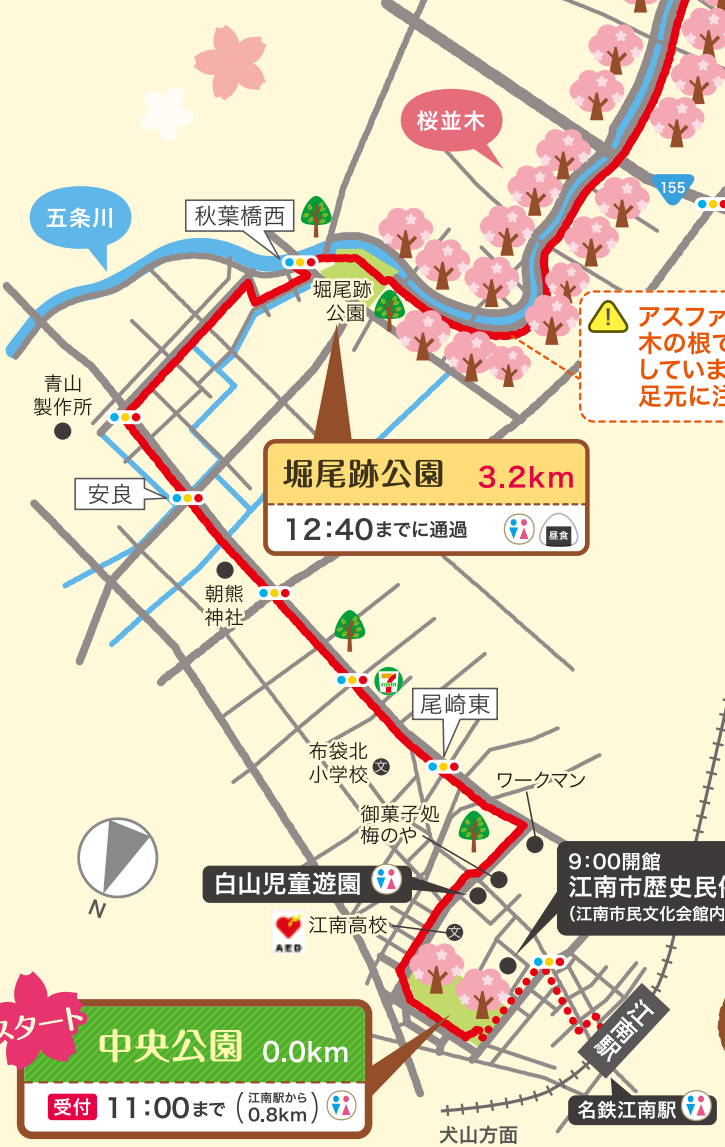 桜並木
155
五条川
秋葉橋西
堀尾跡
公園
アスファ
木の根で
していま
足元に注
青山
製作所
堀尾跡公園 3.2km
12:40までに通過
昼食
安良
朝熊
神社
7
ELEVEN
尾崎東
布袋北
小学校
文
ワークマン
御菓子処
梅のや
9:00開館
江南市歴史民俗
(江南市民文化会館内
白山児童遊園
江南高校
文
AED
N
スタート
中央公園 0.0km
受付 11:00まで (江南駅から
0.8km)
江南駅
名鉄江南駅
犬山方面